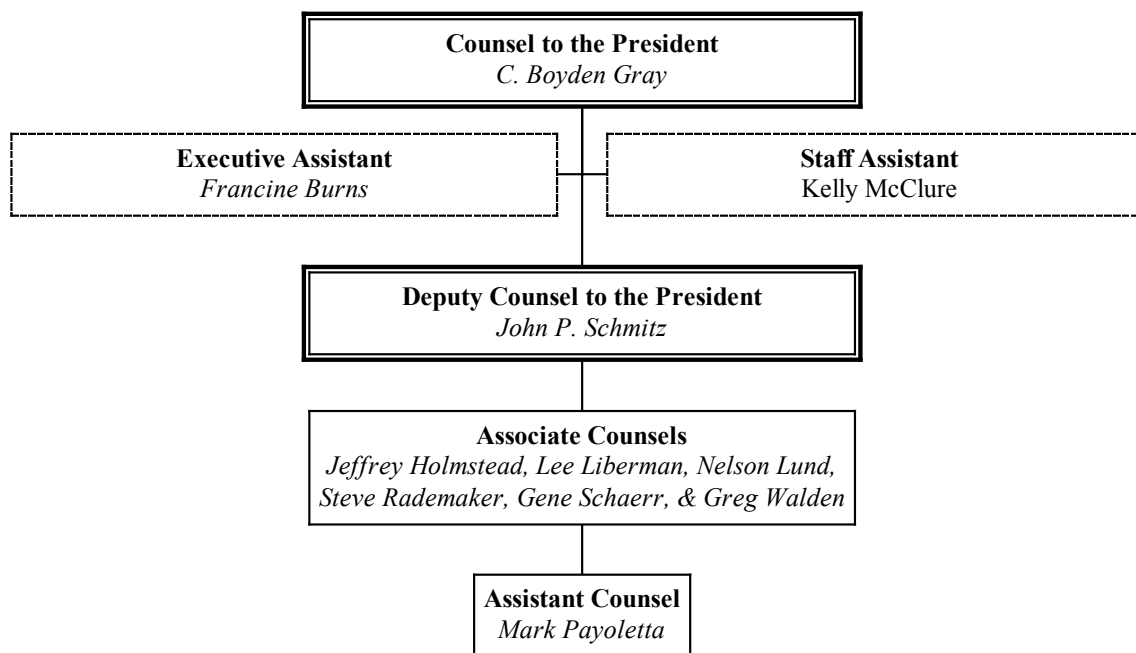 Counsel to the President
C. Boyden Gray
Executive Assistant
Francine Burns
Staff Assistant
Kelly McClure
Deputy Counsel to the President
John P. Schmitz
Associate Counsels
Jeffrey Holmstead, Lee Liberman, Nelson Lund,
Steve Rademaker, Gene Schaerr, & Greg Walden
Assistant Counsel
Mark Payoletta